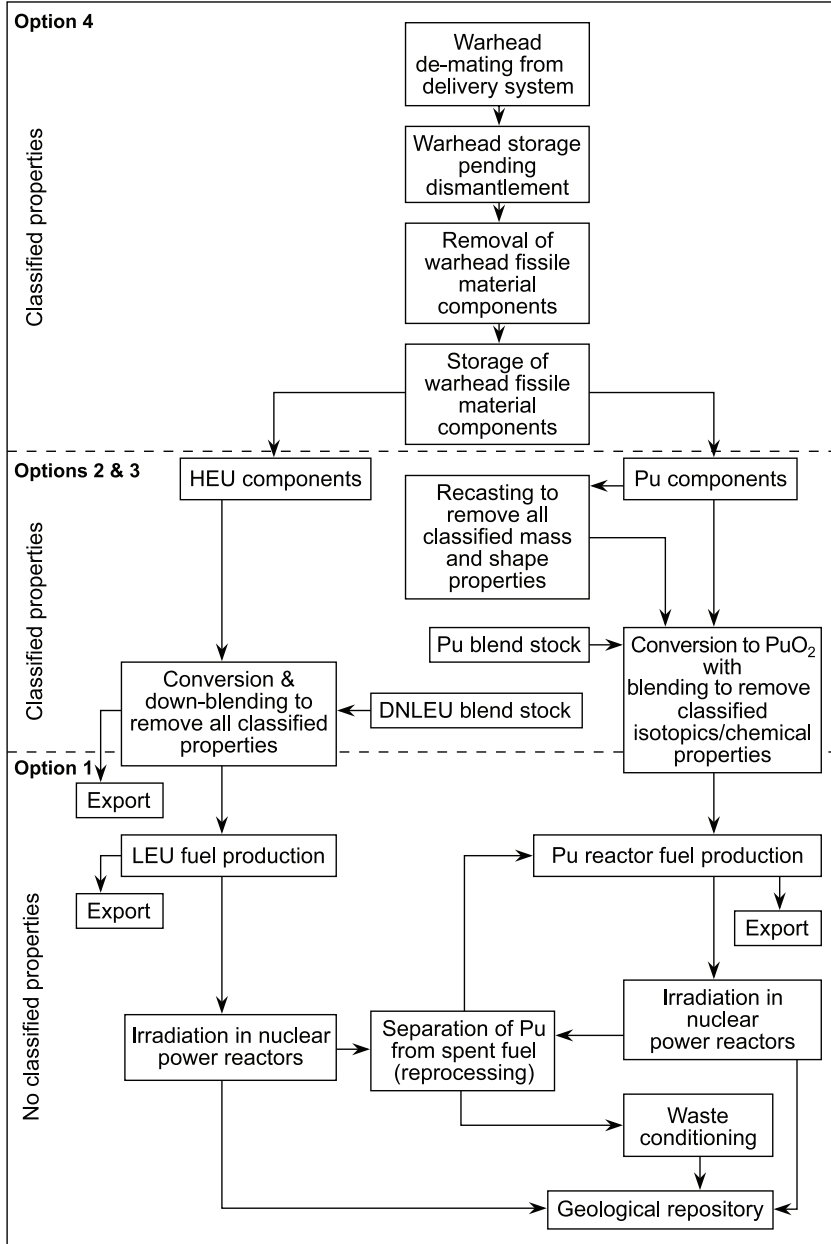 Option 4
Classified properties
Warhead
de-mating from
delivery system
Warhead storage
pending
dismantlement
Removal of
warhead fissile
material
components
Storage of
warhead fissile
material
components
Options 2 & 3
Classified properties
HEU components
Pu components
Recasting to
remove all
classified mass
and shape
properties
Pu blend stock
Conversion to PuO₂
with
blending to remove
classified
isotopics/chemical
properties
Conversion &
down-blending to
remove all classified
properties
DNLEU blend stock
Option 1
No classified properties
Export
LEU fuel production
Pu reactor fuel production
Export
Export
Irradiation in nuclear
power reactors
Separation of Pu
from spent fuel
(reprocessing)
Irradiation in
nuclear
power reactors
Waste
conditioning
Geological repository